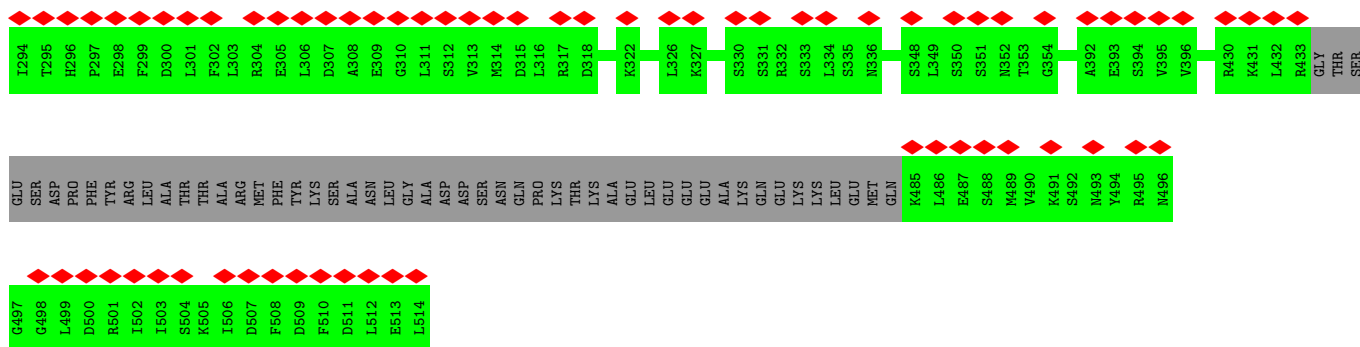 I294 T295 H296 P297 E298 F299 D300 L301 F302 L303 R304 E305 L306 D307 A308 E309 G310 L311 S312 V313 M314 D315 L316 R317 D318 K322 L326 K327 S330 S331 R332 S333 L334 S335 N336 S348 L349 S350 S351 N352 T353 G354 A392 E393 S394 V395 V396 R430 K431 L432 R433 GLY THR SER
GLU SER ASP PRO PHE TYR ARG LEU ALA THR THR ALA ARG MET PHE TYR LYS SER ALA ASN LEU GLY ALA ASP ASP SER ASN GLN PRO LYS THR LYS ALA GLU LEU GLU GLU GLU ALA LYS GLN GLU LYS LYS LEU GLU MET GLN K485 L486 E487 S488 M489 V490 K491 S492 N493 Y494 R495 N496
G497 G498 L499 D500 R501 I502 I503 S504 K505 I506 D507 F508 D509 F510 D511 L512 E513 L514